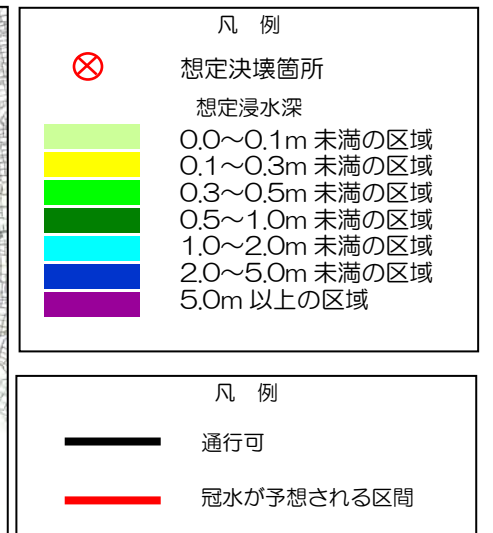 凡 例
想定決壊箇所
想定浸水深
0.0～0.1m 未満の区域
0.1～0.3m 未満の区域
0.3～0.5m 未満の区域
0.5～1.0m 未満の区域
1.0～2.0m 未満の区域
2.0～5.0m 未満の区域
5.0m 以上の区域
凡 例
通行可
冠水が予想される区間